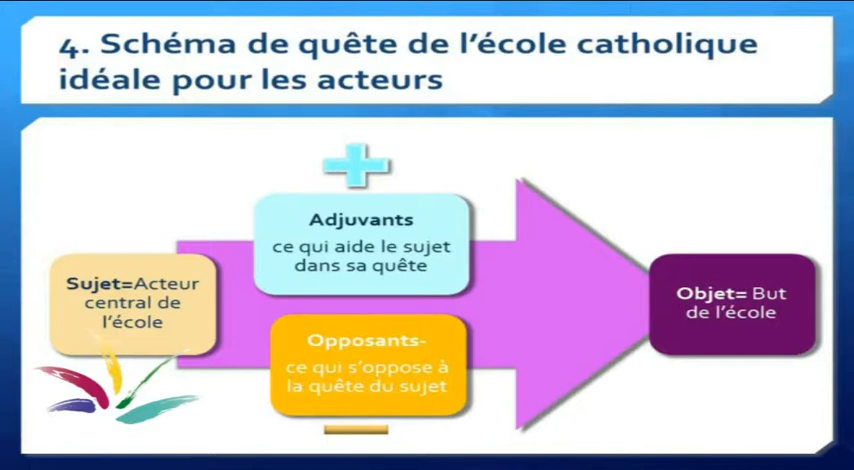 4. Schéma de quête de l'école catholique
idéale pour les acteurs
Adjuvants
ce qui aide le sujet
dans sa quête
Sujet=Acteur
central de
l'école
Objet= But
de l'école
Opposants-
ce qui s'oppose à
la quête du sujet